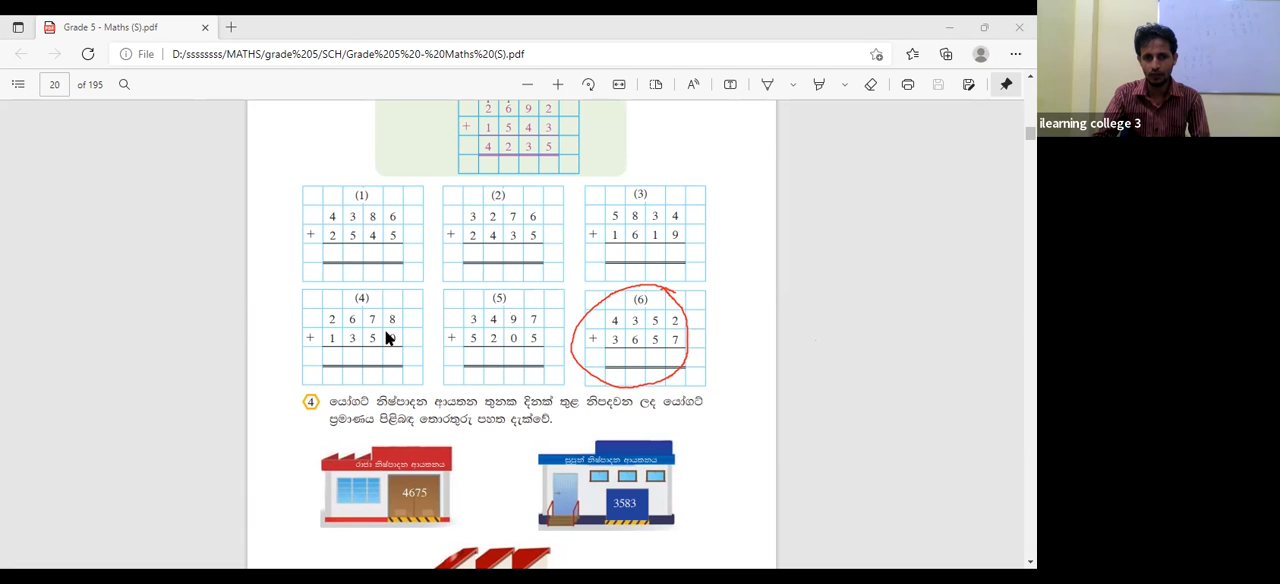 Grade 5 - Maths (S).pdf
File D:/ssssssss/MATHS/grade%205/SCH/Grade%205%20-%20Maths%20(S).pdf
20 of 195
ilearning college 3
2 6 9 2
+ 1 5 4 3
4 2 3 5
(1) (2) (3)
4 3 8 6 3 2 7 6 5 8 3 4
+ 2 5 4 5 + 2 4 3 5 + 1 6 1 9
(4) (5) (6)
2 6 7 8 3 4 9 7 4 3 5 2
+ 1 3 5 + 5 2 0 5 + 3 6 5 7
4 යෝගට් නිෂ්පාදන ආයතන තුනක දිනක් තුළ නිපදවන ලද යෝගට්
ප්‍රමාණය පිළිබඳ තොරතුරු පහත දැක්වේ.
රාජා නිෂ්පාදන ආයතනය සුපුන් නිෂ්පාදන ආයතනය
4675 3583